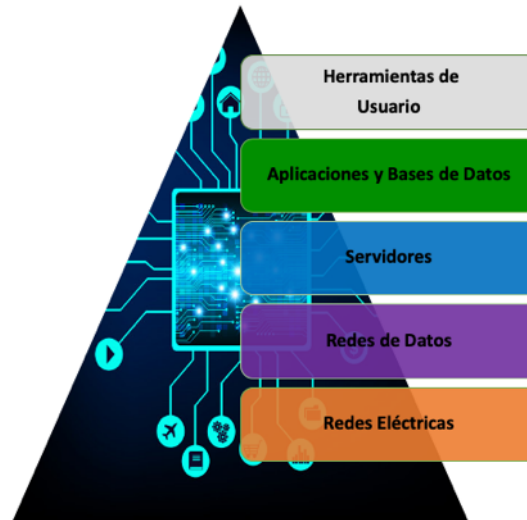 Herramientas de
Usuario
Aplicaciones y Bases de Datos
Servidores
Redes de Datos
Redes Eléctricas